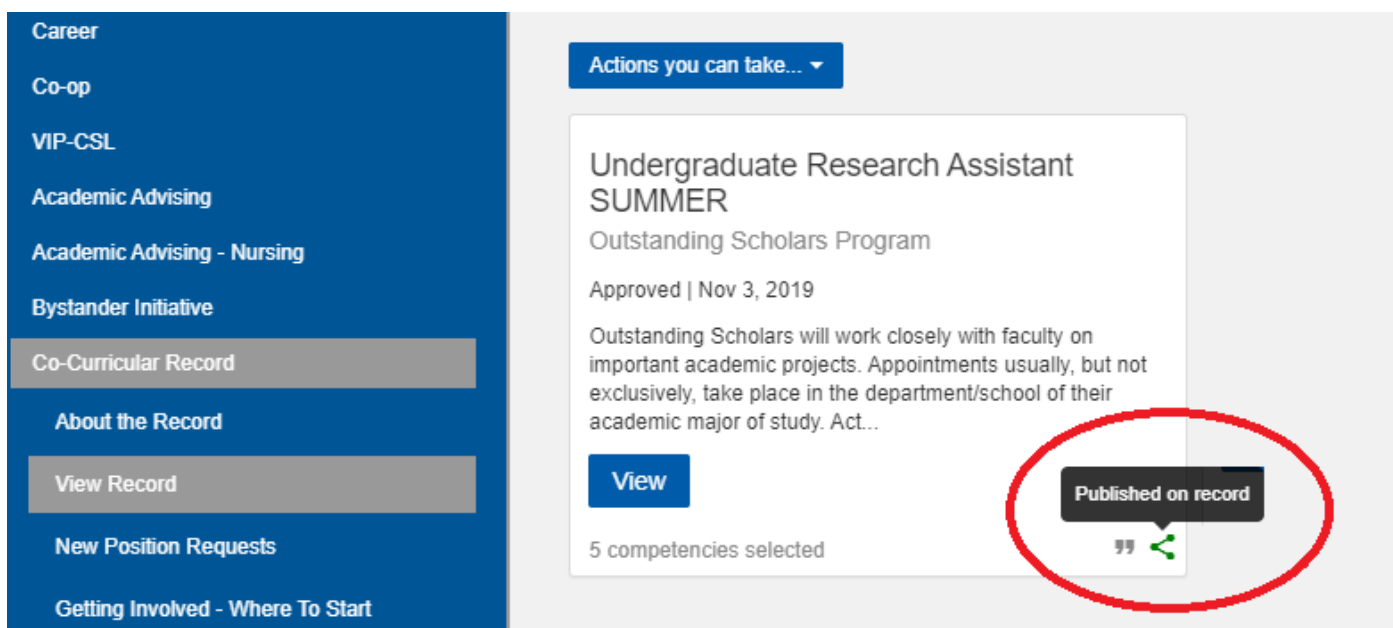 Career
Co-op
VIP-CSL
Academic Advising
Academic Advising - Nursing
Bystander Initiative
Co-Curricular Record
About the Record
View Record
New Position Requests
Getting Involved - Where To Start
Actions you can take...
Undergraduate Research Assistant
SUMMER
Outstanding Scholars Program
Approved | Nov 3, 2019
Outstanding Scholars will work closely with faculty on
important academic projects. Appointments usually, but not
exclusively, take place in the department/school of their
academic major of study. Act...
View
Published on record
5 competencies selected